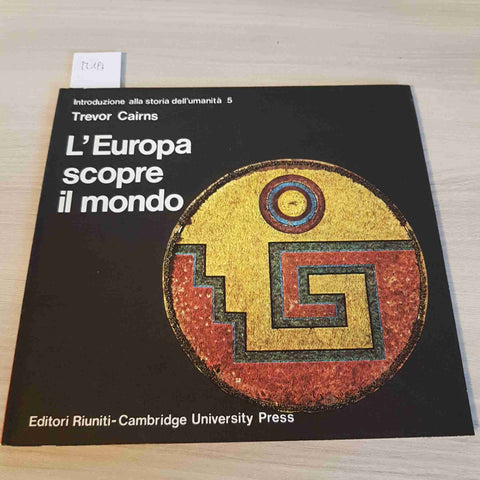 Introduzione alla storia dell'umanità 5
Trevor Cairns
L'Europa
scopre
il mondo
Editori Riuniti-Cambridge University Press